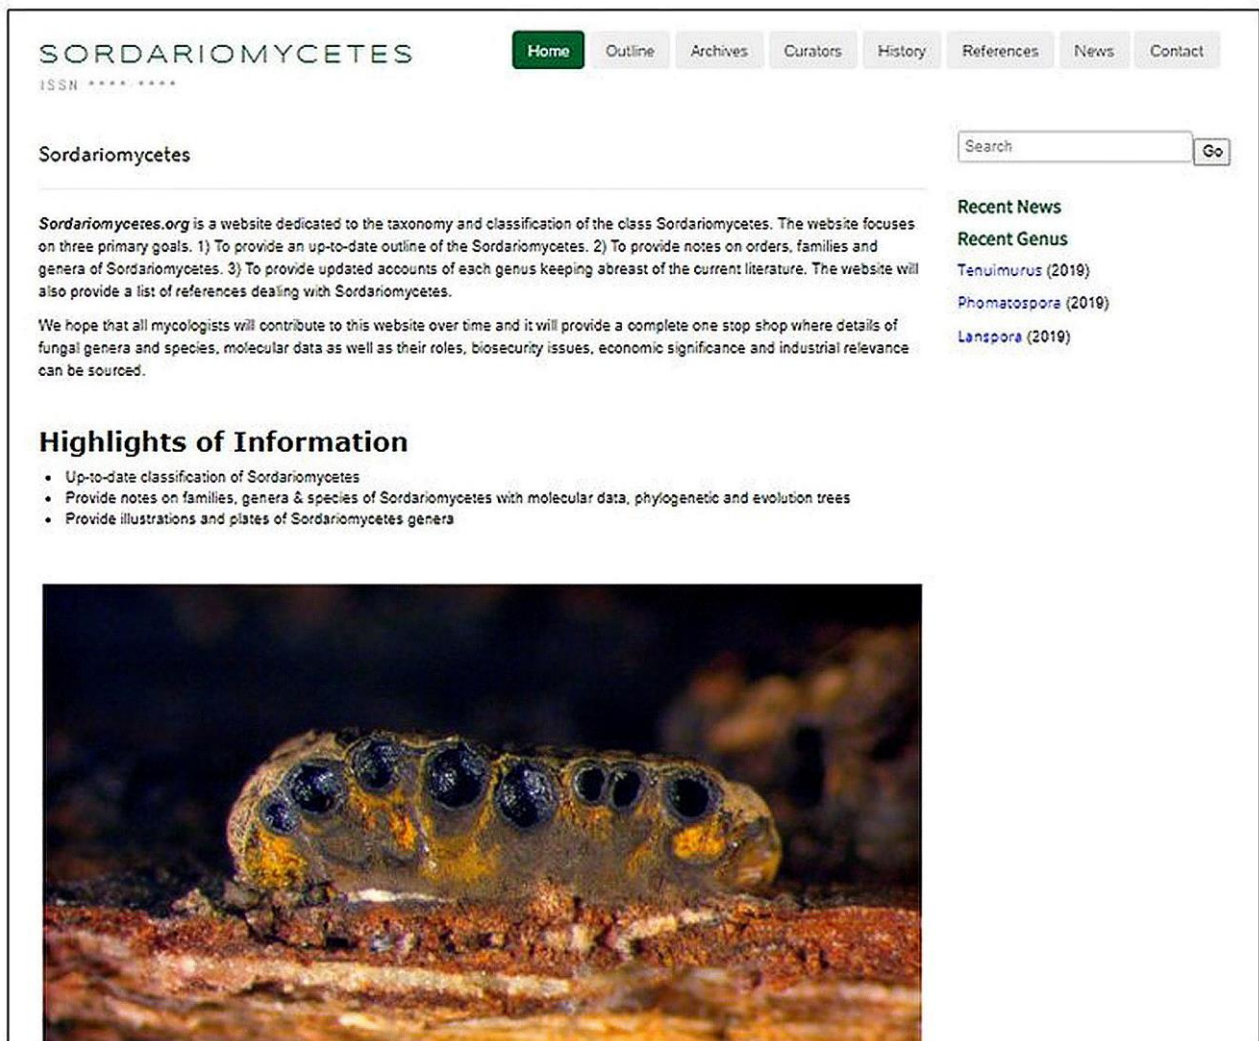 SORDARIOMYCETES
ISSN ****-****
Home Outline Archives Curators History References News Contact
Sordariomycetes
Sordariomycetes.org is a website dedicated to the taxonomy and classification of the class Sordariomycetes. The website focuses
on three primary goals. 1) To provide an up-to-date outline of the Sordariomycetes. 2) To provide notes on orders, families and
genera of Sordariomycetes. 3) To provide updated accounts of each genus keeping abreast of the current literature. The website will
also provide a list of references dealing with Sordariomycetes.
We hope that all mycologists will contribute to this website over time and it will provide a complete one stop shop where details of
fungal genera and species, molecular data as well as their roles, biosecurity issues, economic significance and industrial relevance
can be sourced.
Highlights of Information
• Up-to-date classification of Sordariomycetes
• Provide notes on families, genera & species of Sordariomycetes with molecular data, phylogenetic and evolution trees
• Provide illustrations and plates of Sordariomycetes genera
Search Go
Recent News
Recent Genus
Tenuimurus (2019)
Phomatospora (2019)
Lanspora (2019)